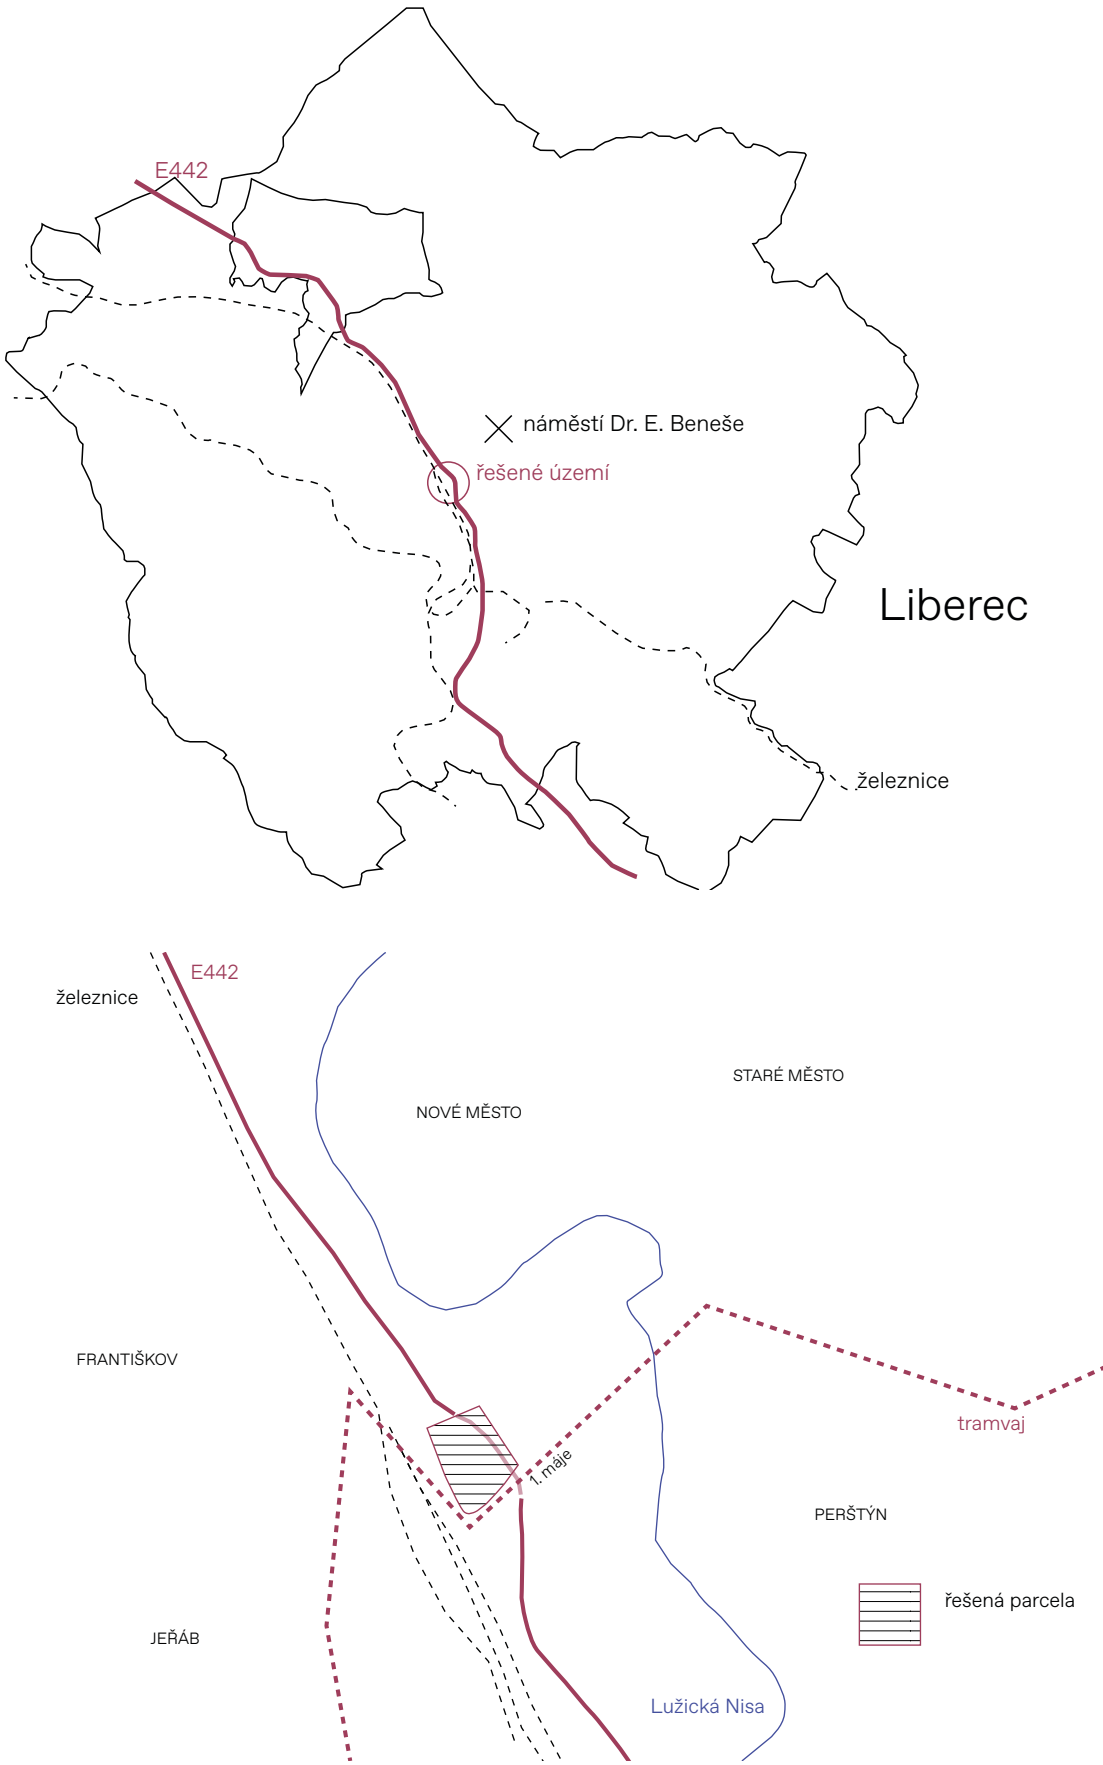 E442
náměstí Dr. E. Beneše
řešené území
Liberec
železnice
E442
železnice
STARÉ MĚSTO
NOVÉ MĚSTO
FRANTIŠKOV
tramvaj
1. máje
PERŠTÝN
řešená parcela
JEŘÁB
Lužická Nisa